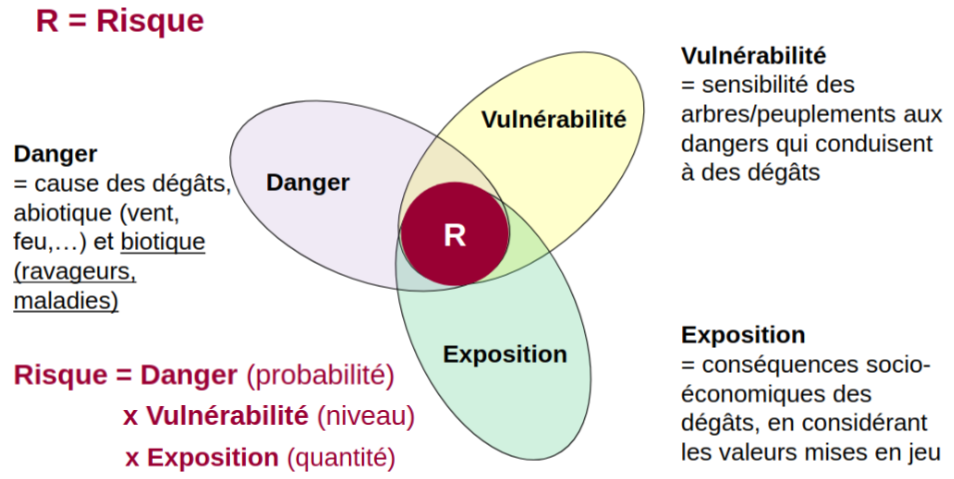 R = Risque
Danger
= cause des dégâts,
abiotique (vent,
feu,…) et biotique
(ravageurs,
maladies)
Danger
Vulnérabilité
R
Exposition
Vulnérabilité
= sensibilité des
arbres/peuplements aux
dangers qui conduisent
à des dégâts
Exposition
= conséquences socio-
économiques des
dégâts, en considérant
les valeurs mises en jeu
Risque = Danger (probabilité)
x Vulnérabilité (niveau)
x Exposition (quantité)